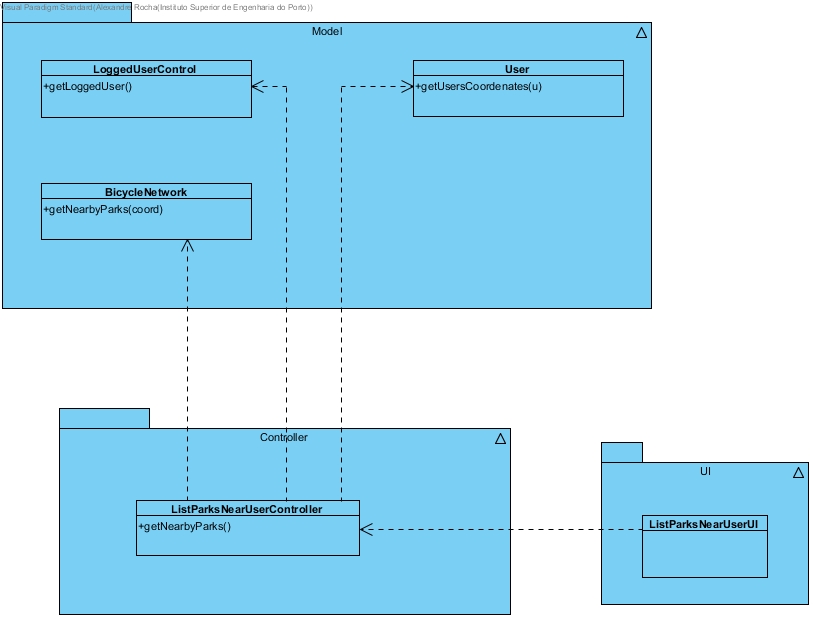 Visual Paradigm Standard(Alexandre Rocha(Instituto Superior de Engenharia do Porto))
Model
LoggedUserControl
+getLoggedUser()
User
+getUsersCoordenates(u)
BicycleNetwork
+getNearbyParks(coord)
Controller
ListParksNearUserController
+getNearbyParks()
UI
ListParksNearUserUI